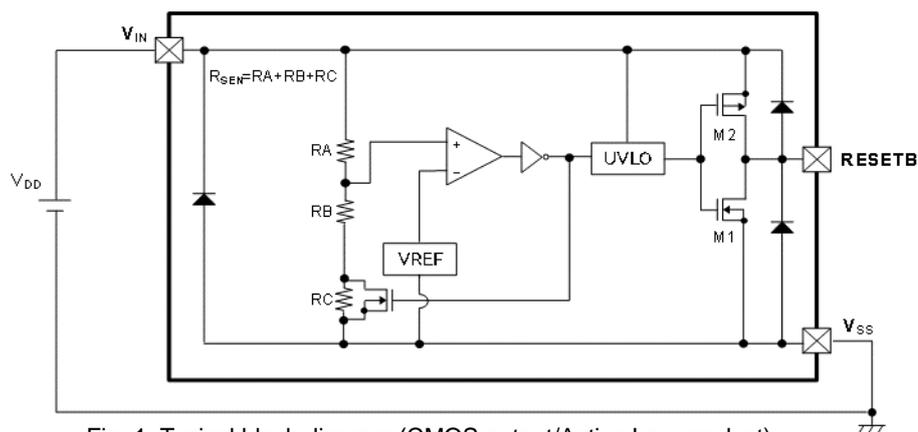 VIN
RSEN=RA+RB+RC
RA
+
−
UVLO
M2
RESETB
VDD
RB
M1
VREF
RC
VSS
Fig. 1: Typical block diagram (CMOS output/Active Low product)